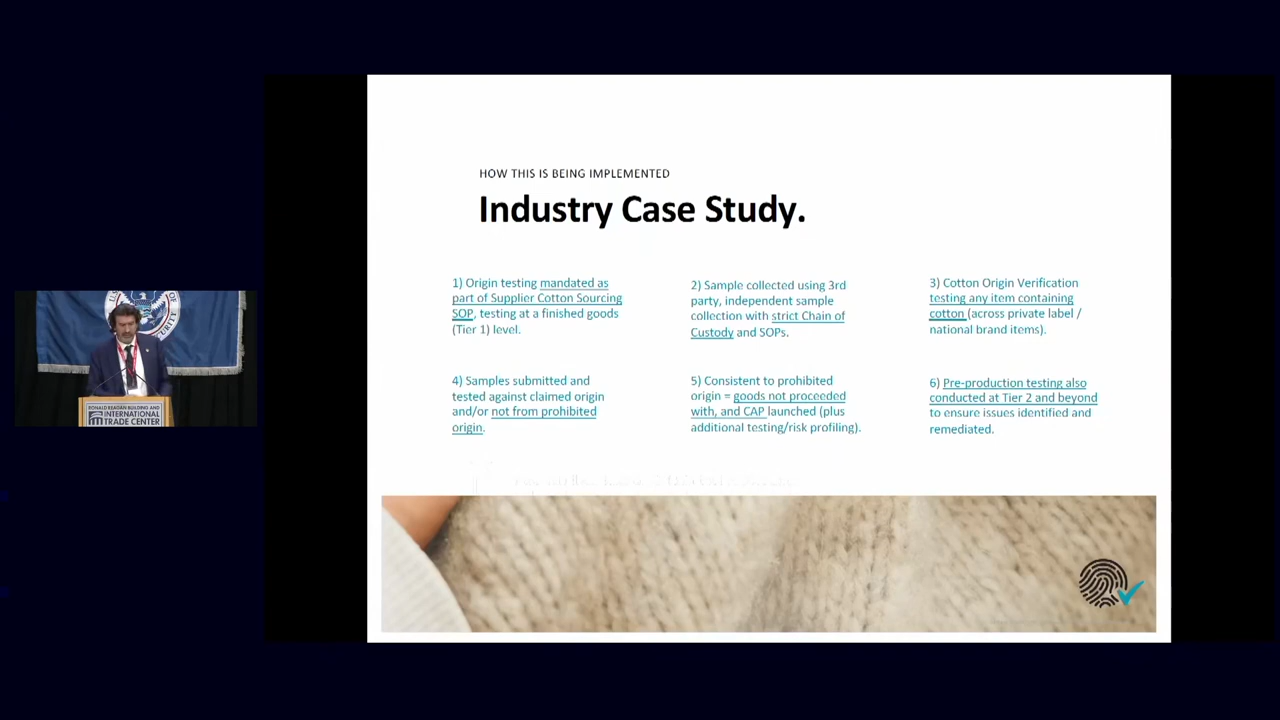 HOW THIS IS BEING IMPLEMENTED
Industry Case Study.
1) Origin testing mandated as
part of Supplier Cotton Sourcing
SOP, testing at a finished goods
(Tier 1) level.
2) Sample collected using 3rd
party, independent sample
collection with strict Chain of
Custody and SOPs.
3) Cotton Origin Verification
testing any item containing
cotton (across private label /
national brand items).
4) Samples submitted and
tested against claimed origin
and/or not from prohibited
origin.
5) Consistent to prohibited
origin = goods not proceeded
with, and CAP launched (plus
additional testing/risk profiling).
6) Pre-production testing also
conducted at Tier 2 and beyond
to ensure issues identified and
remediated.
RONALD REAGAN BUILDING AND
INTERNATIONAL
TRADE CENTER